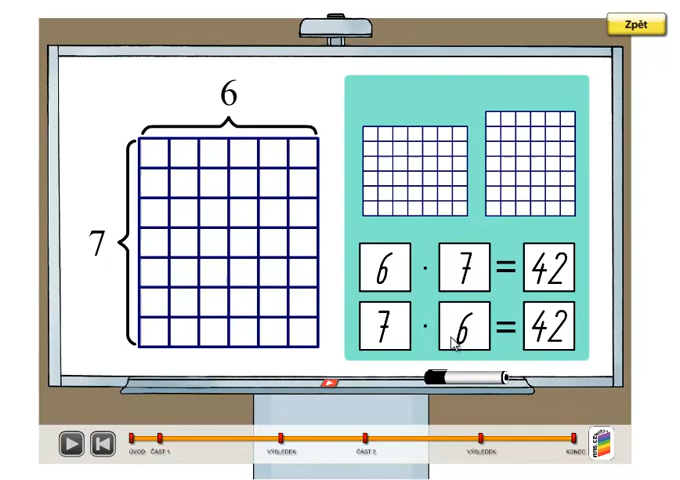 Zpět
6
7
6 · 7 = 42
7 · 6 = 42
ÚVOD ČÁST 1 VÝSLEDEK ČÁST 2 VÝSLEDEK KONEC